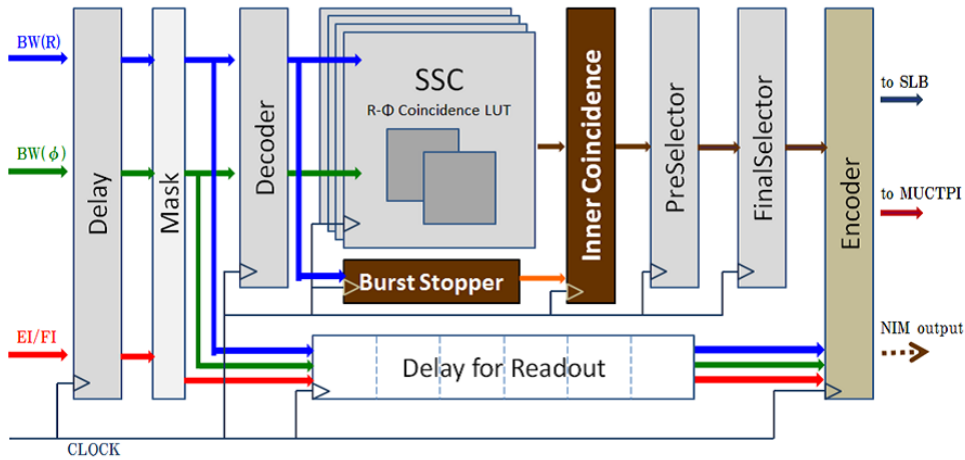 BW(R)
BW(ϕ)
EI/FI
CLOCK
Delay
Mask
Decoder
SSC
R-Φ Coincidence LUT
Burst Stopper
Inner Coincidence
PreSelector
FinalSelector
Delay for Readout
Encoder
to SLB
to MUCTPI
NIM output